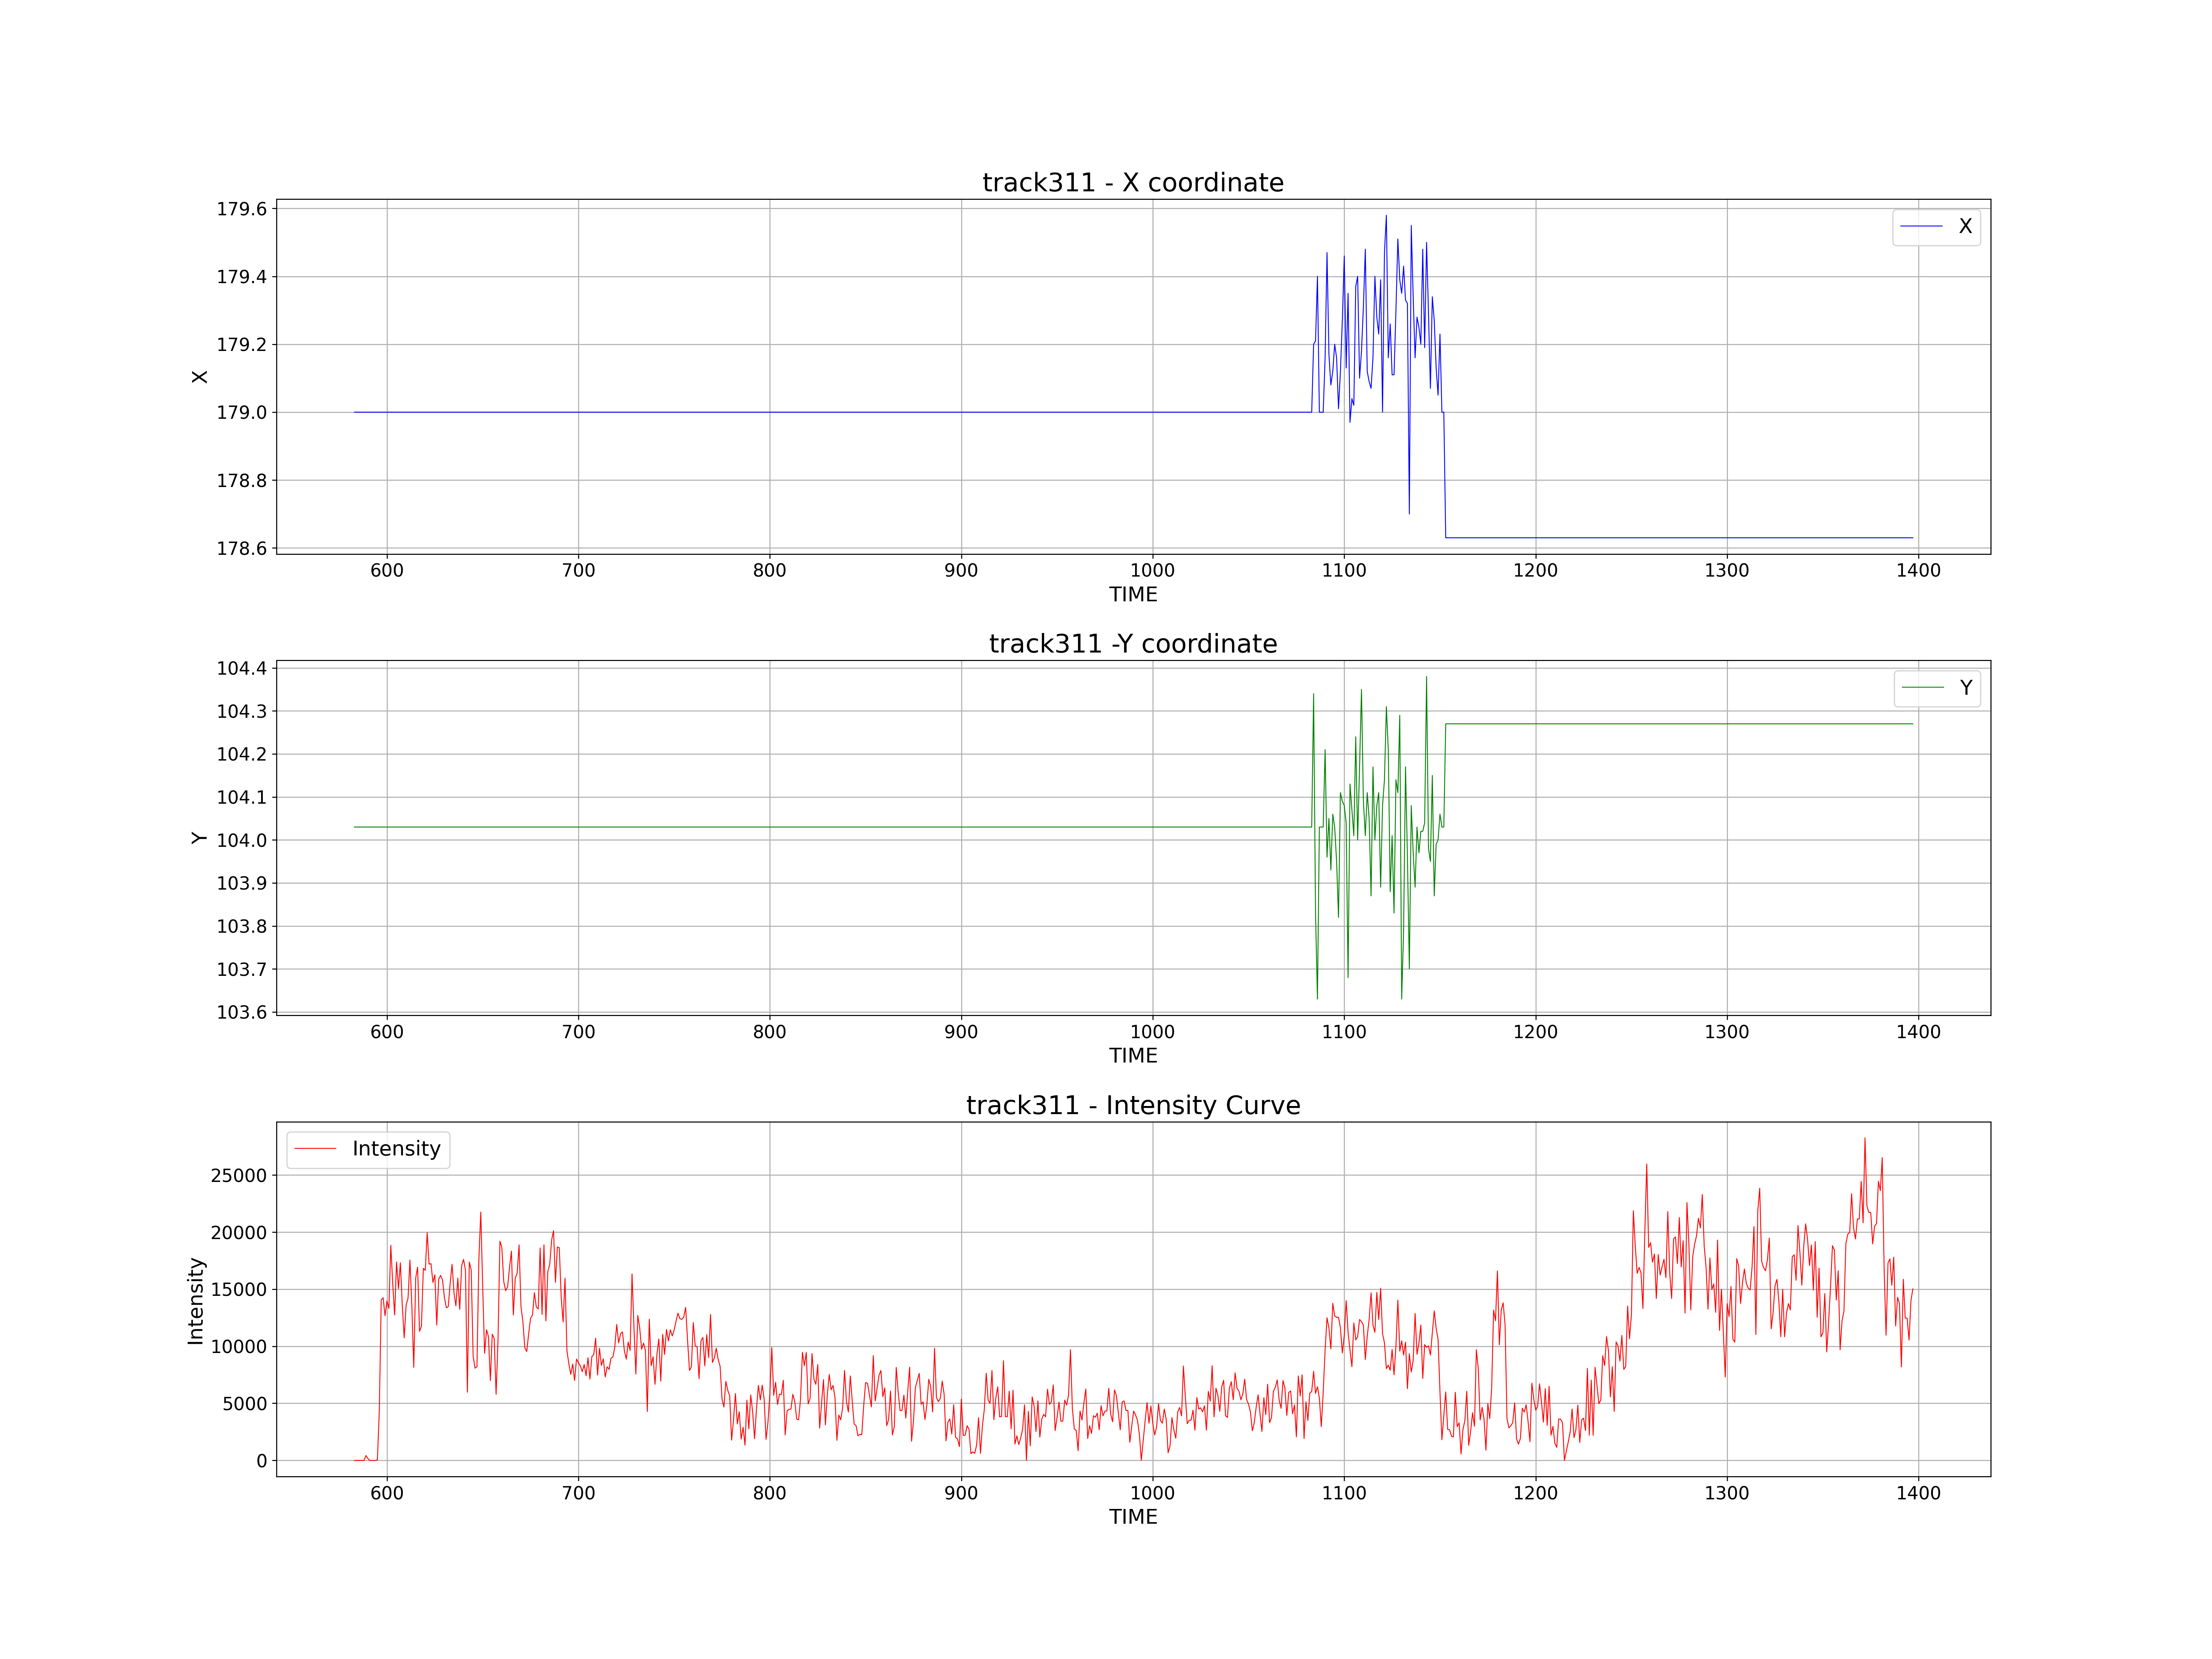 track311 - X coordinate
179.6
179.4
179.2
179.0
178.8
178.6
X
X
600 700 800 900 1000 1100 1200 1300 1400
TIME
track311 -Y coordinate
104.4
104.3
104.2
104.1
104.0
103.9
103.8
103.7
103.6
Y
Y
600 700 800 900 1000 1100 1200 1300 1400
TIME
track311 - Intensity Curve
Intensity
25000
20000
15000
10000
5000
0
Intensity
600 700 800 900 1000 1100 1200 1300 1400
TIME